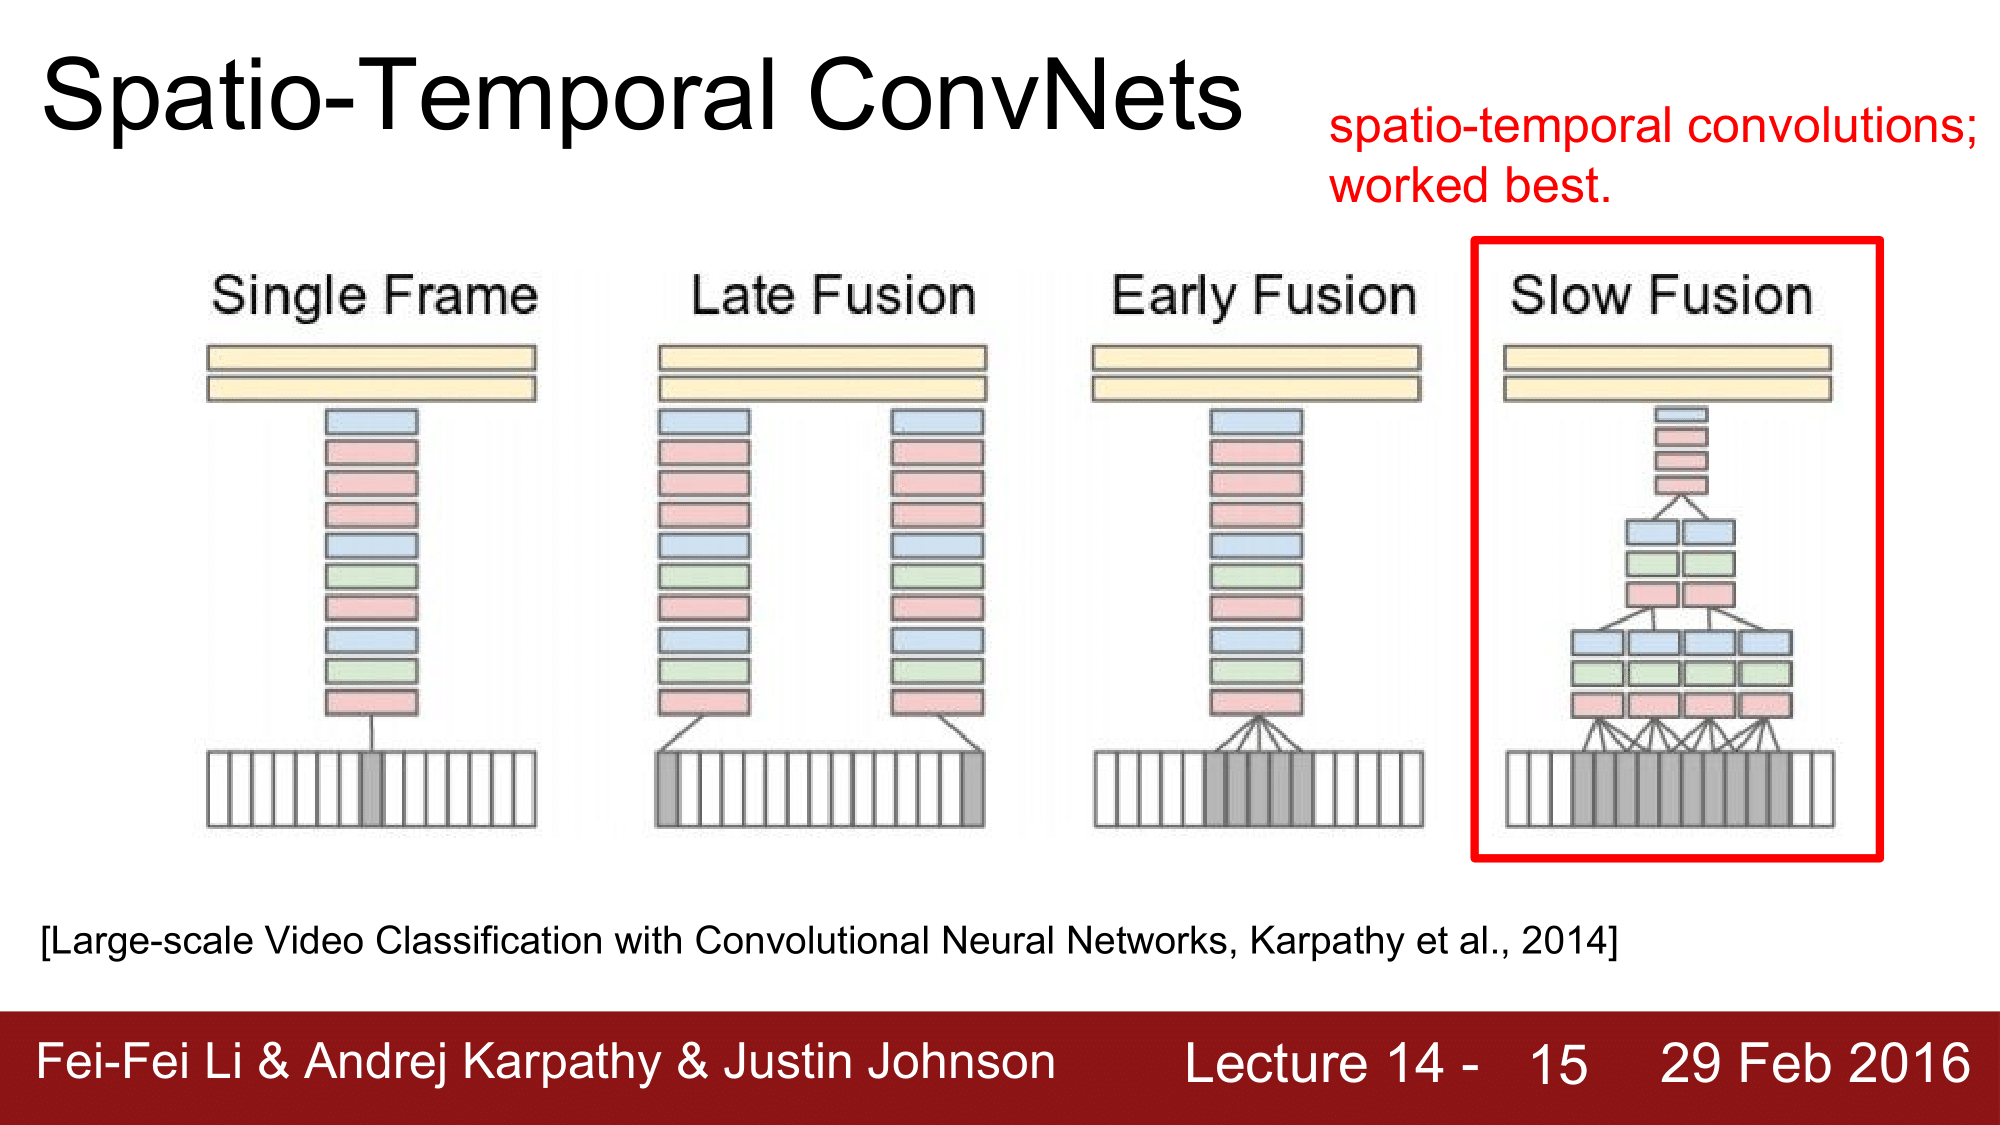 Spatio-Temporal ConvNets
spatio-temporal convolutions;
worked best.
Single Frame
Late Fusion
Early Fusion
Slow Fusion
[Large-scale Video Classification with Convolutional Neural Networks, Karpathy et al., 2014]
Fei-Fei Li & Andrej Karpathy & Justin Johnson
Lecture 14 - 15
29 Feb 2016